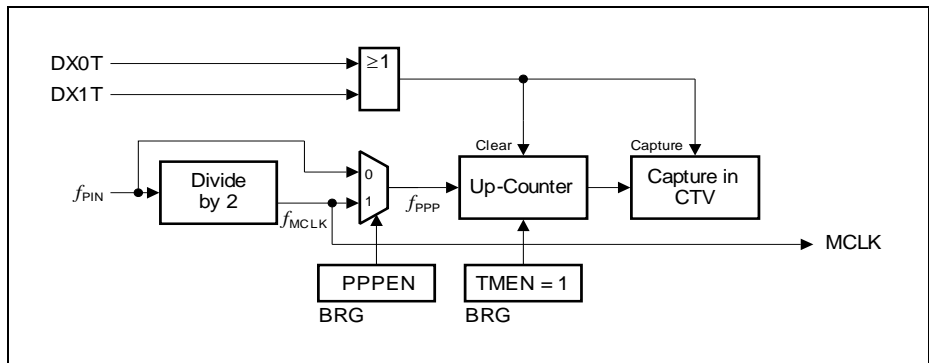 DX0T
≥1
DX1T
Clear
Capture
fPIN
Divide
by 2
0
1
fMCLK
fPPP
Up-Counter
Capture in
CTV
MCLK
PPPEN
TMEN = 1
BRG
BRG